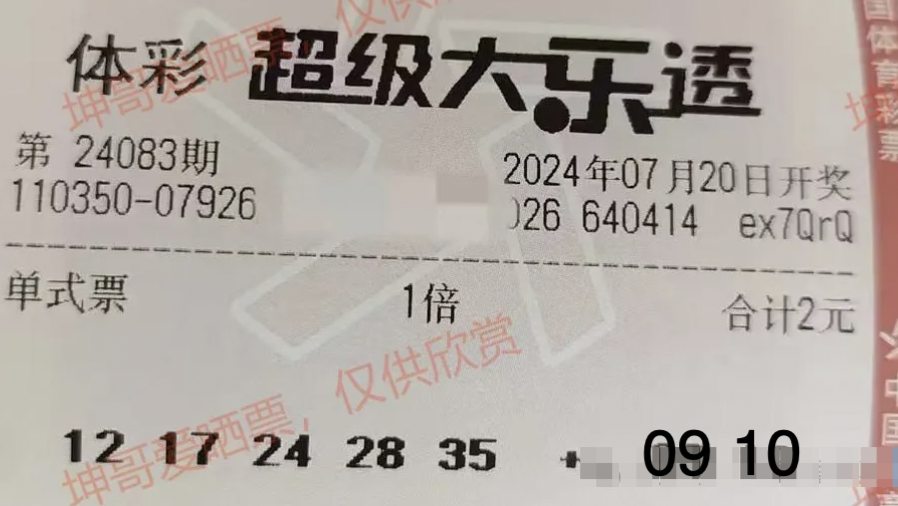 体彩 超级大乐透
第 24083期 2024年07月20日开奖
110350-07926 026 640414 ex7QrQ
单式票 1倍 合计2元
12 17 24 28 35 + 09 10
坤哥爱晒票，仅供欣赏
坤哥爱晒票，仅供欣赏
国体育彩票
中国